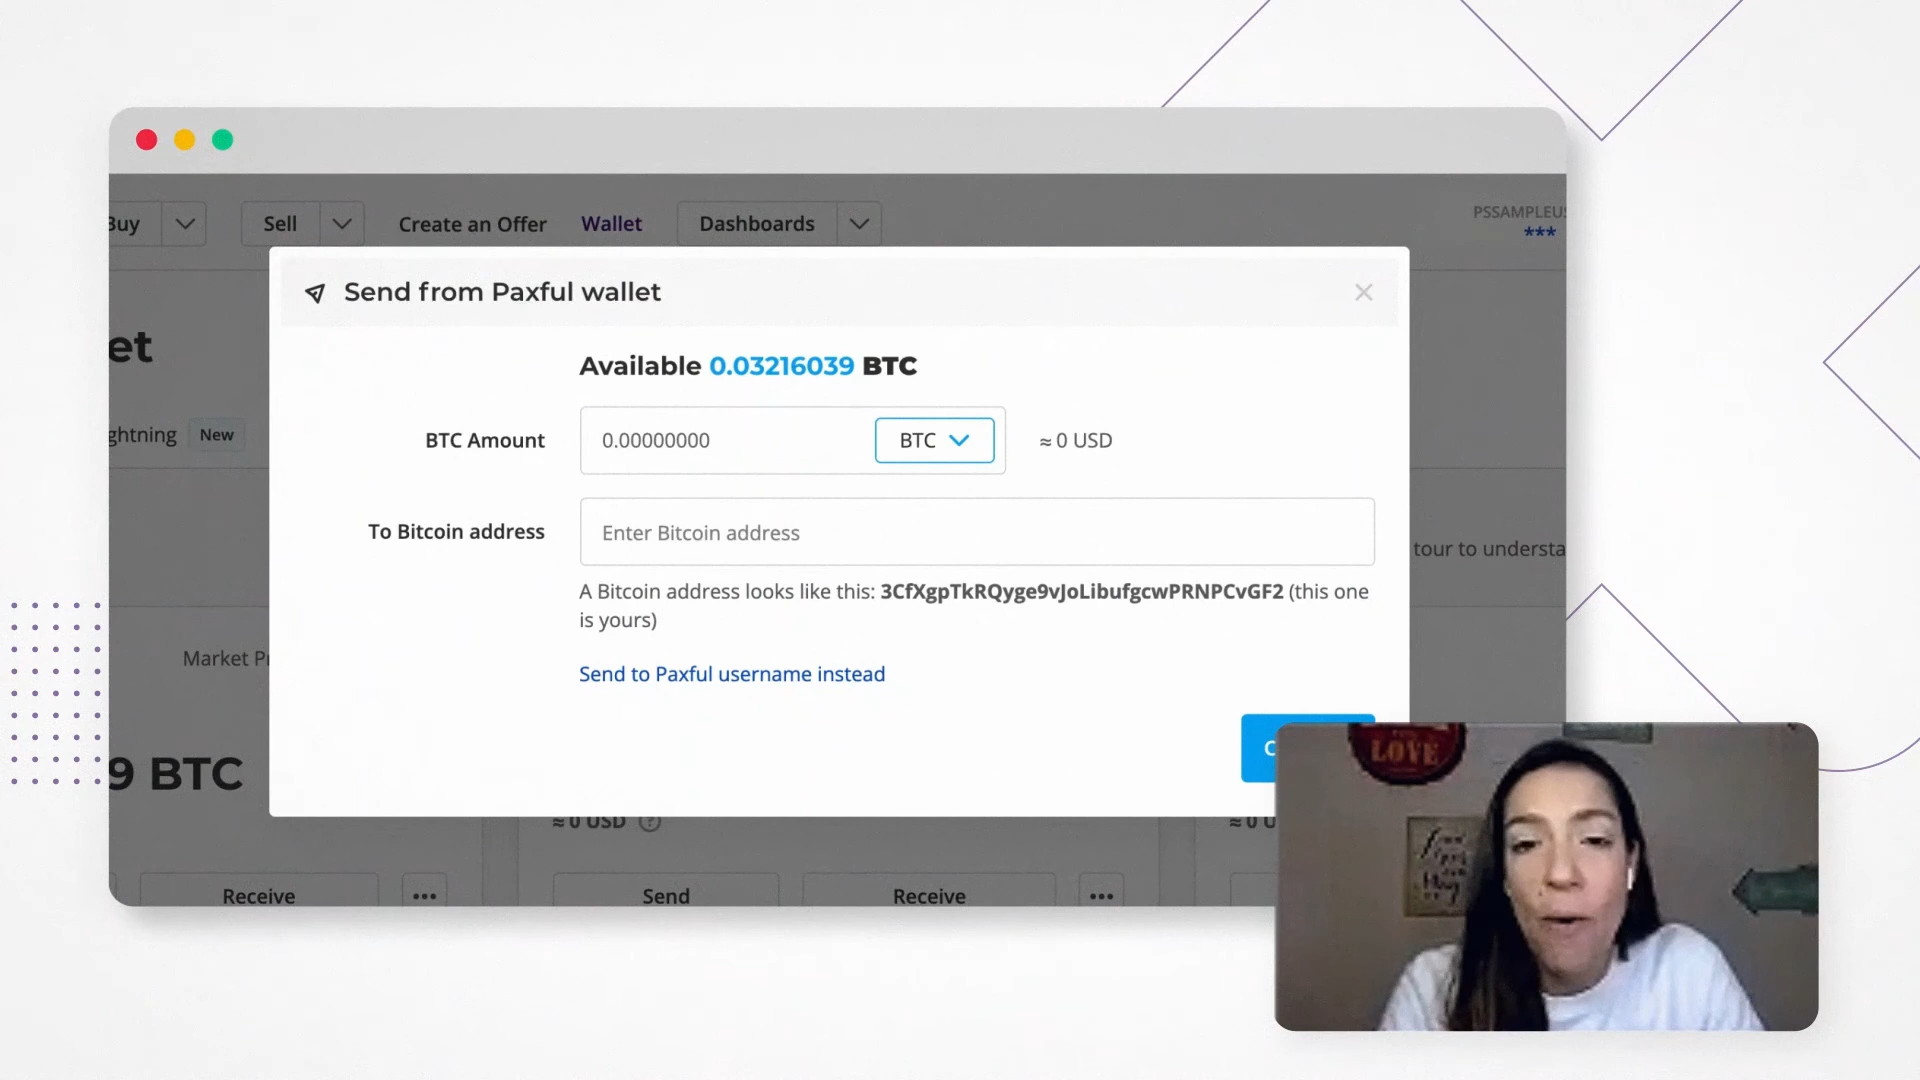 Buy
Sell
Create an Offer
Wallet
Dashboards
PSSAMPLEUS
***
Send from Paxful wallet
et
Available 0.03216039 BTC
ghtning New
BTC Amount
0.00000000
BTC
≈ 0 USD
To Bitcoin address
Enter Bitcoin address
tour to understa
A Bitcoin address looks like this: 3CfXgpTkRQyge9vJoLibufgcwPRNPCvGF2 (this one
is yours)
Market Pr
Send to Paxful username instead
C
LOVE
9 BTC
≈ 0 USD ?
≈ 0 U
Receive
•••
Send
Receive
•••